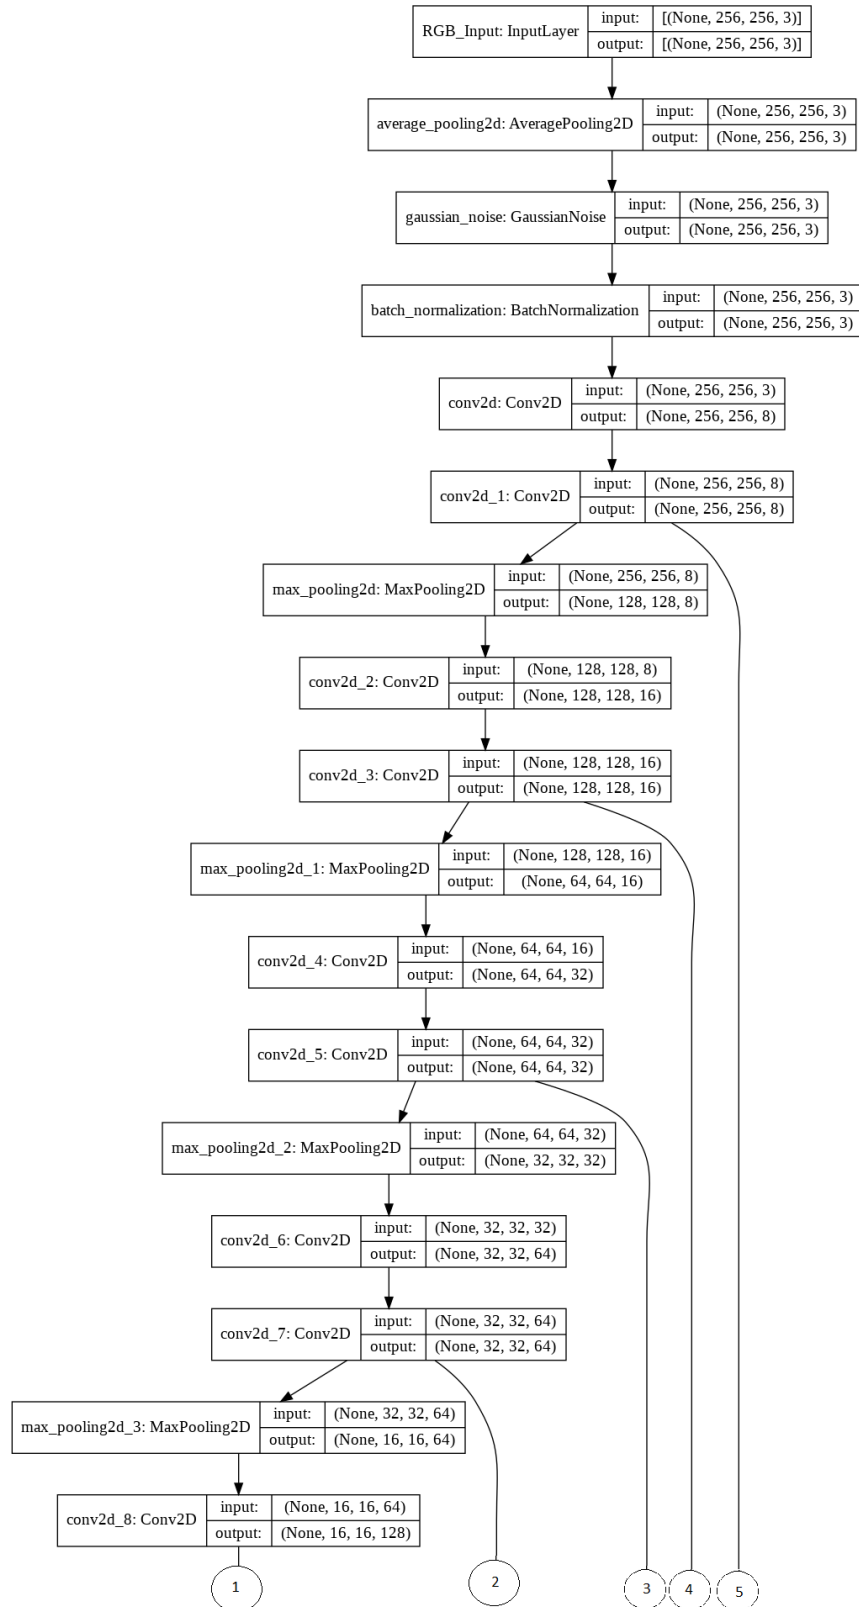 RGB_Input: InputLayer
input: [(None, 256, 256, 3)]
output: [(None, 256, 256, 3)]
average_pooling2d: AveragePooling2D
input: (None, 256, 256, 3)
output: (None, 256, 256, 3)
gaussian_noise: GaussianNoise
input: (None, 256, 256, 3)
output: (None, 256, 256, 3)
batch_normalization: BatchNormalization
input: (None, 256, 256, 3)
output: (None, 256, 256, 3)
conv2d: Conv2D
input: (None, 256, 256, 3)
output: (None, 256, 256, 8)
conv2d_1: Conv2D
input: (None, 256, 256, 8)
output: (None, 256, 256, 8)
max_pooling2d: MaxPooling2D
input: (None, 256, 256, 8)
output: (None, 128, 128, 8)
conv2d_2: Conv2D
input: (None, 128, 128, 8)
output: (None, 128, 128, 16)
conv2d_3: Conv2D
input: (None, 128, 128, 16)
output: (None, 128, 128, 16)
max_pooling2d_1: MaxPooling2D
input: (None, 128, 128, 16)
output: (None, 64, 64, 16)
conv2d_4: Conv2D
input: (None, 64, 64, 16)
output: (None, 64, 64, 32)
conv2d_5: Conv2D
input: (None, 64, 64, 32)
output: (None, 64, 64, 32)
max_pooling2d_2: MaxPooling2D
input: (None, 64, 64, 32)
output: (None, 32, 32, 32)
conv2d_6: Conv2D
input: (None, 32, 32, 32)
output: (None, 32, 32, 64)
conv2d_7: Conv2D
input: (None, 32, 32, 64)
output: (None, 32, 32, 64)
max_pooling2d_3: MaxPooling2D
input: (None, 32, 32, 64)
output: (None, 16, 16, 64)
conv2d_8: Conv2D
input: (None, 16, 16, 64)
output: (None, 16, 16, 128)
1 2 3 4 5